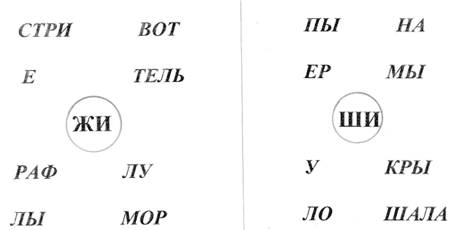 СТРИ ВОТ
Е ТЕЛЬ
ЖИ
РАФ ЛУ
ЛЫ МОР
ПЫ НА
ЕР МЫ
ШИ
У КРЫ
ЛО ШАЛА